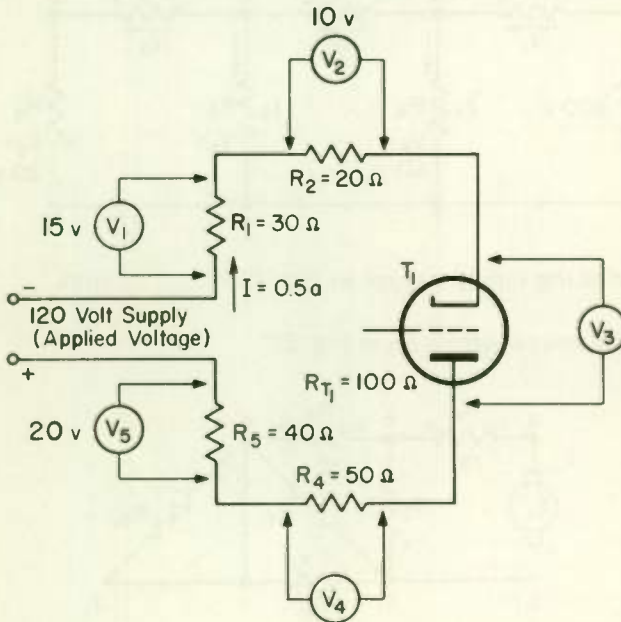 10 v
V2
R2 = 20 Ω
15 v
V1
R1 = 30 Ω
I = 0.5a
T1
V3
−
120 Volt Supply
(Applied Voltage)
+
RT1 = 100 Ω
20 v
V5
R5 = 40 Ω
R4 = 50 Ω
V4